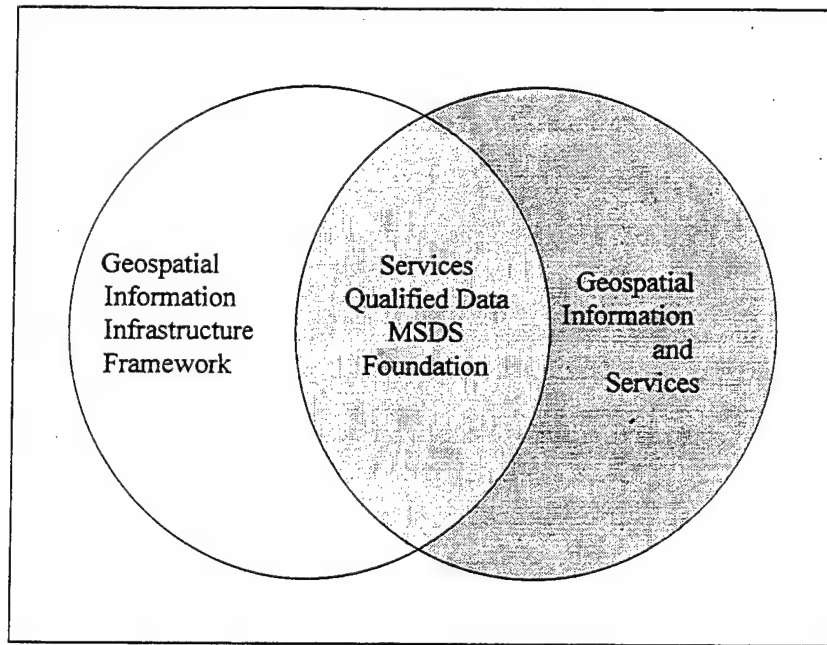 Geospatial
Information
Infrastructure
Framework
Services
Qualified Data
MSDS
Foundation
Geospatial
Information
and
Services